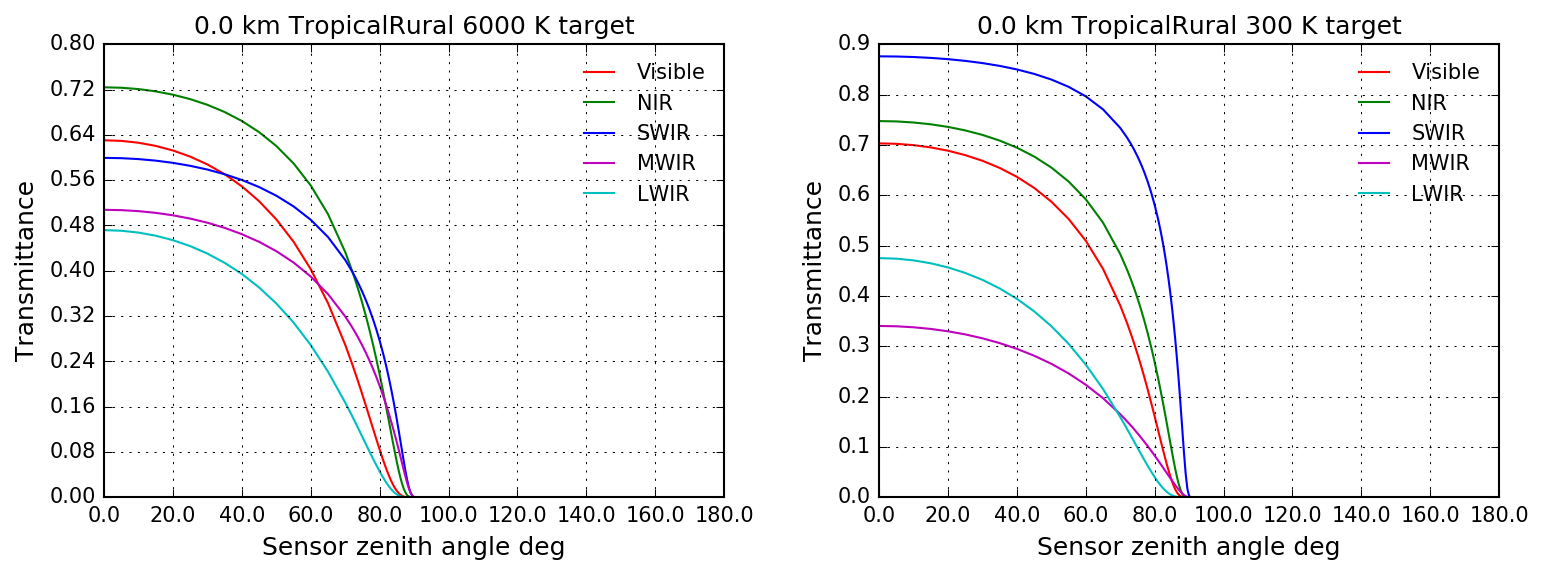 0.0 km TropicalRural 6000 K target
0.80
0.72
0.64
0.56
0.48
0.40
0.32
0.24
0.16
0.08
0.00
Transmittance
Visible
NIR
SWIR
MWIR
LWIR
0.0 20.0 40.0 60.0 80.0 100.0 120.0 140.0 160.0 180.0
Sensor zenith angle deg
0.0 km TropicalRural 300 K target
0.9
0.8
0.7
0.6
0.5
0.4
0.3
0.2
0.1
0.0
Transmittance
Visible
NIR
SWIR
MWIR
LWIR
0.0 20.0 40.0 60.0 80.0 100.0 120.0 140.0 160.0 180.0
Sensor zenith angle deg